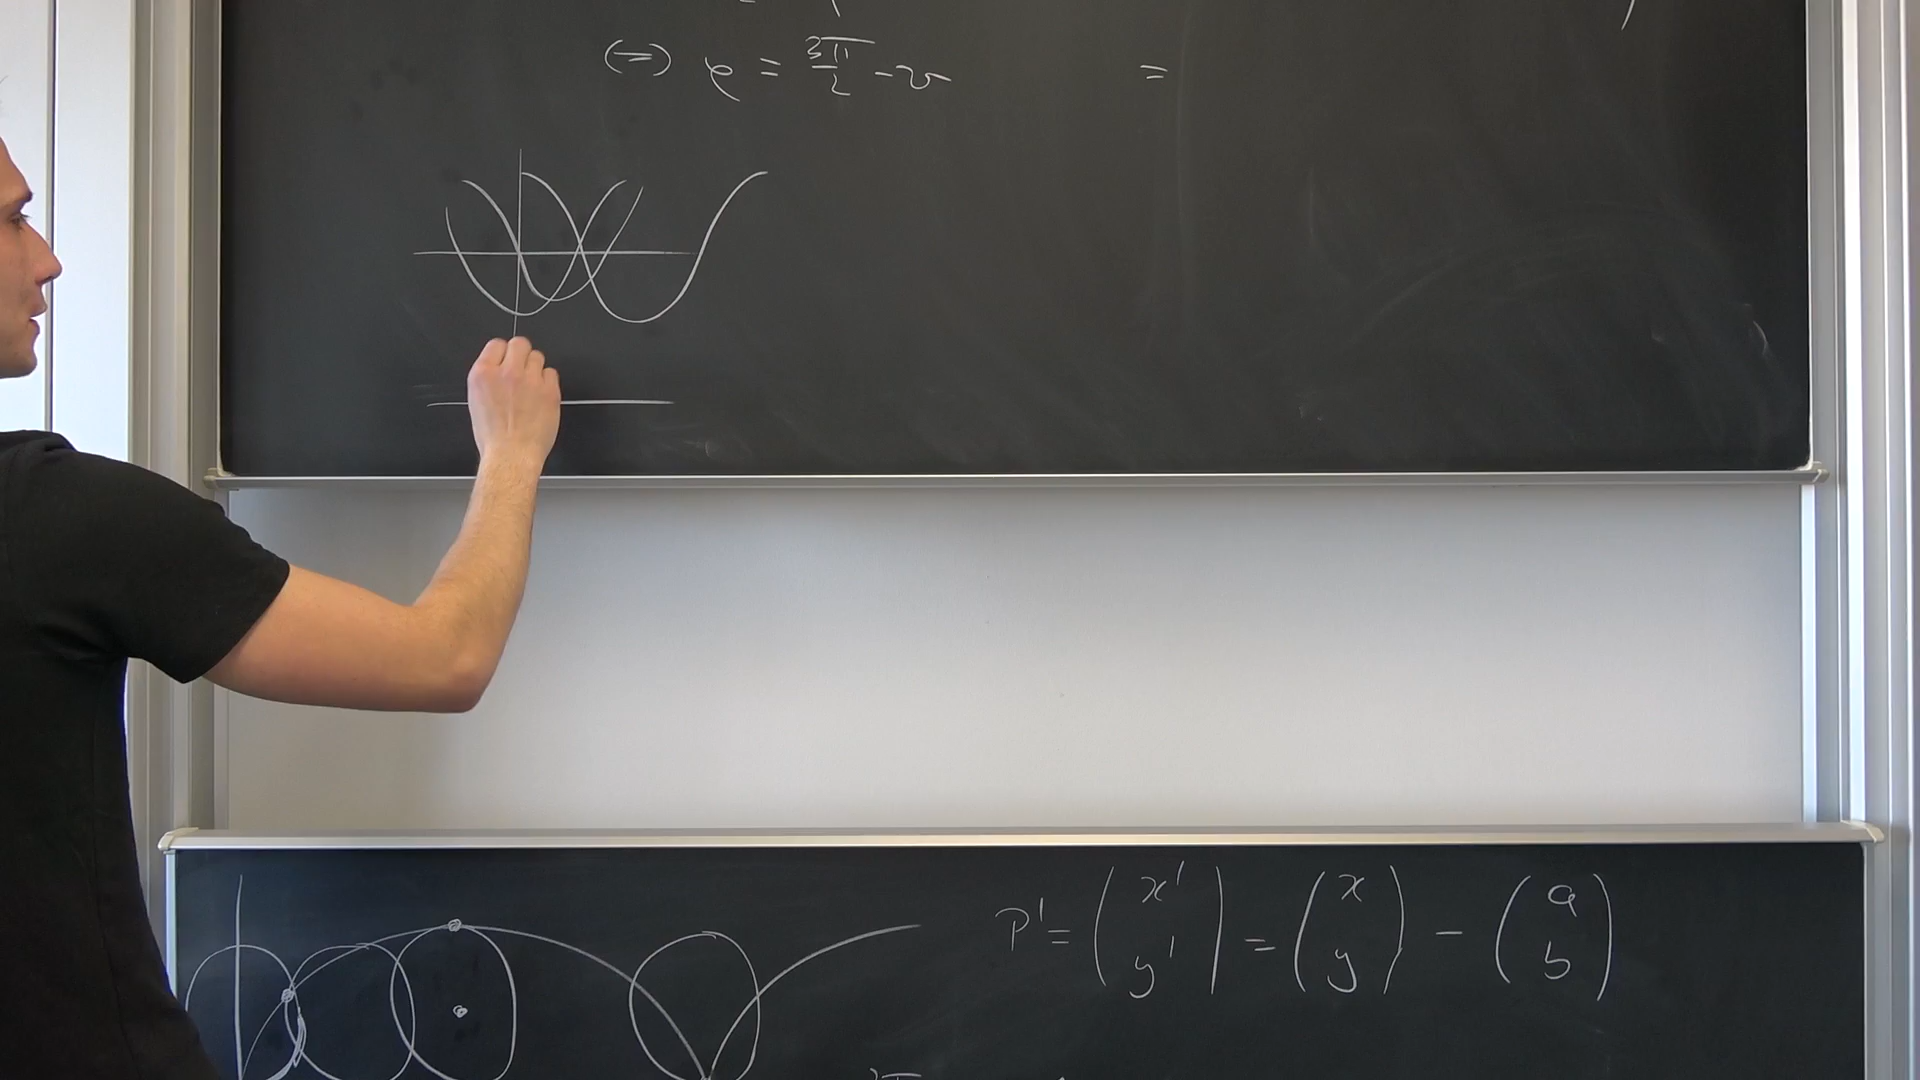 (=) φ = 3π/2 - v =
P' = (x' y') = (x y) - (a b)